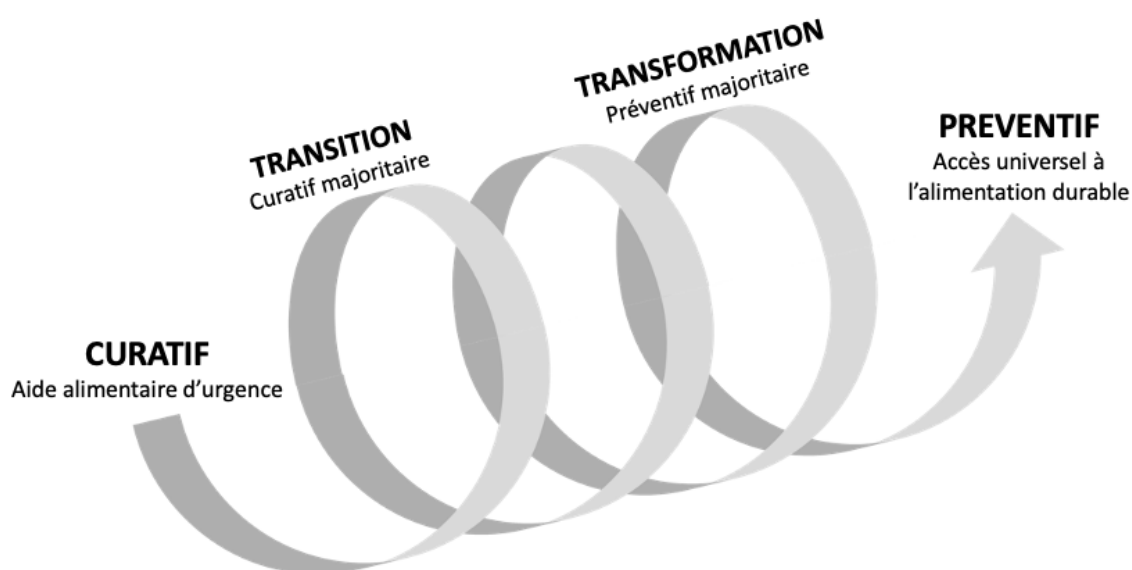 CURATIF
Aide alimentaire d’urgence
TRANSITION
Curatif majoritaire
TRANSFORMATION
Préventif majoritaire
PREVENTIF
Accès universel à
l’alimentation durable